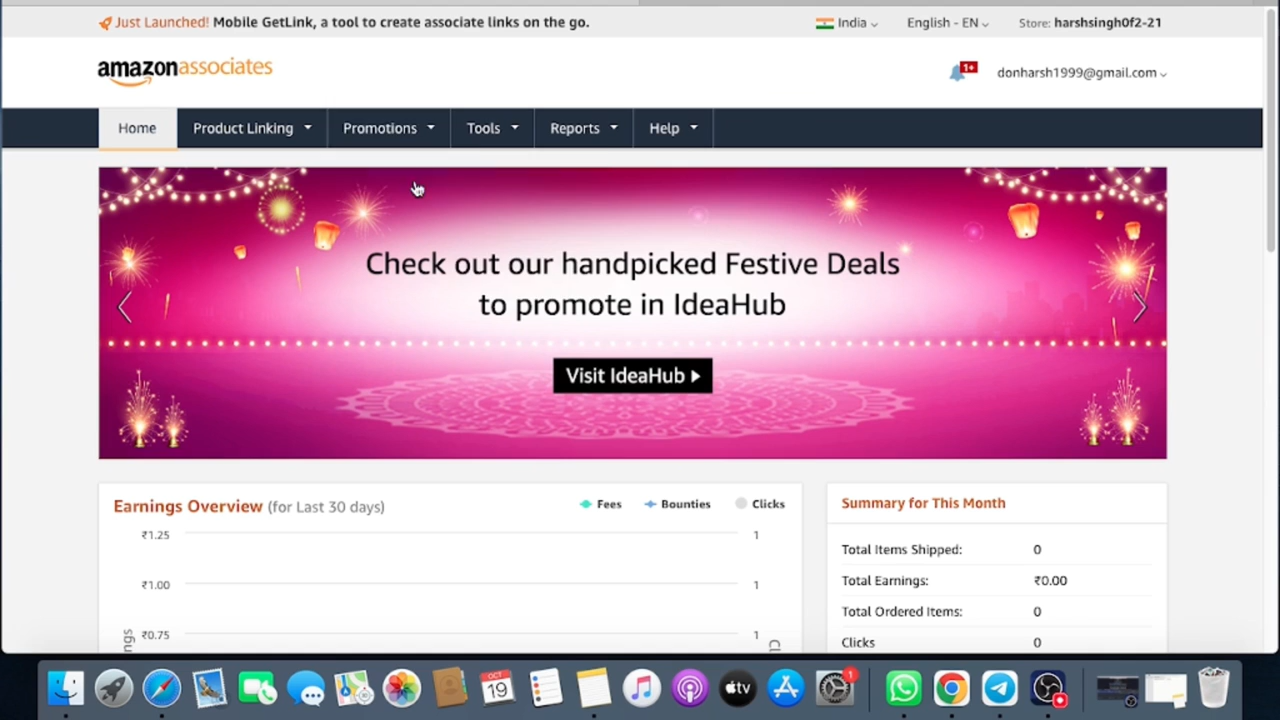 Just Launched! Mobile GetLink, a tool to create associate links on the go.
India
English - EN
Store: harshsingh0f2-21
amazonassociates
1+
donharsh1999@gmail.com
Home
Product Linking
Promotions
Tools
Reports
Help
Check out our handpicked Festive Deals
to promote in IdeaHub
Visit IdeaHub
Earnings Overview (for Last 30 days)
Fees
Bounties
Clicks
₹1.25
1
₹1.00
1
₹0.75
1
Summary for This Month
Total Items Shipped: 0
Total Earnings: ₹0.00
Total Ordered Items: 0
Clicks 0
OCT
19
tv
1